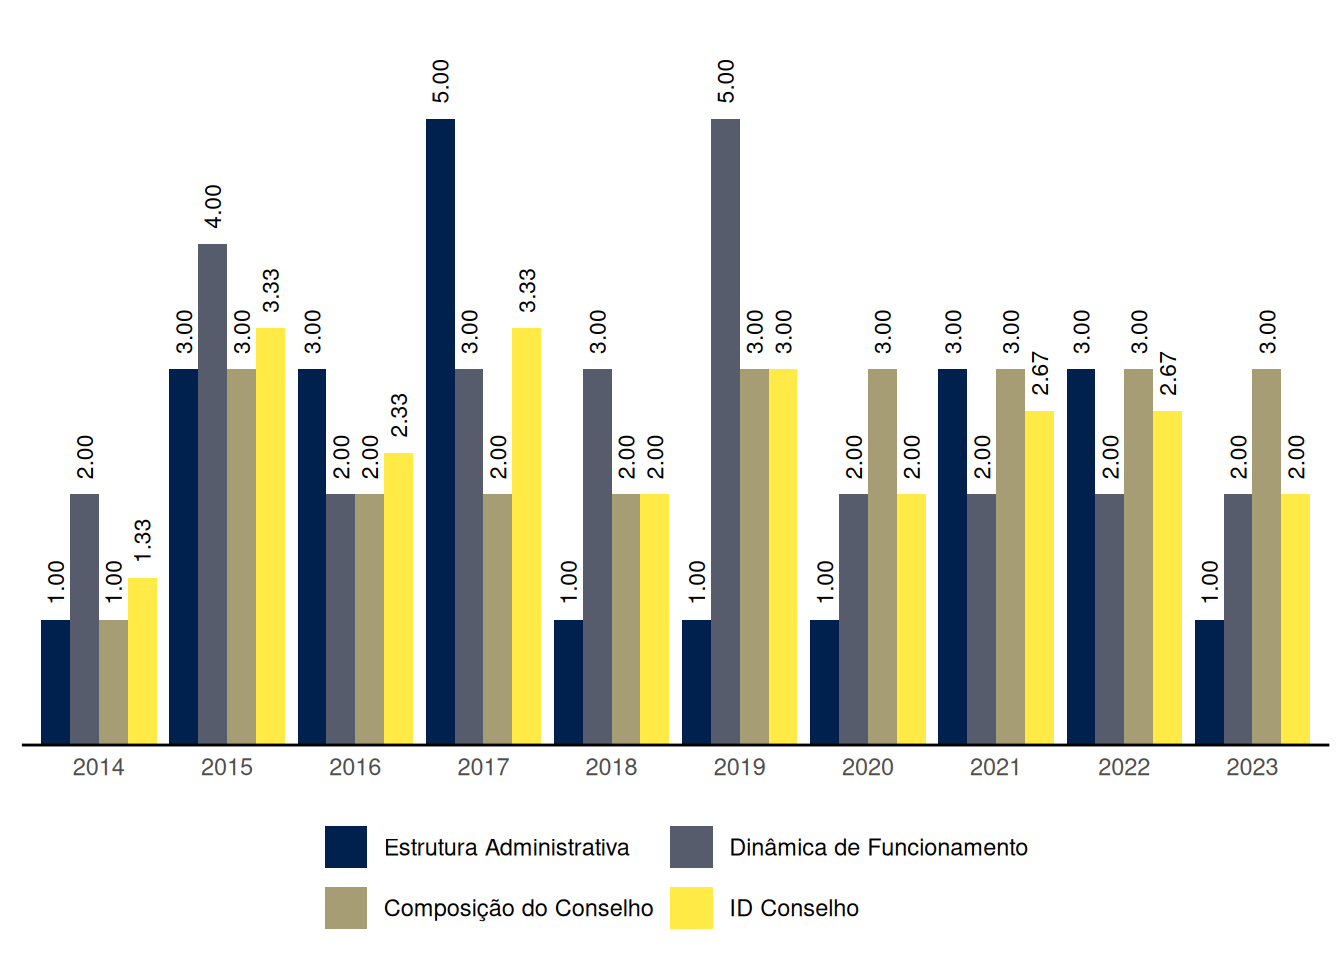 1.00 2.00 1.00 1.33
3.00 4.00 3.00 3.33
3.00 2.00 2.00 2.33
5.00 3.00 2.00 3.33
1.00 3.00 2.00 2.00
1.00 5.00 3.00 3.00
1.00 2.00 3.00 2.00
3.00 2.00 3.00 2.67
3.00 2.00 3.00 2.67
1.00 2.00 3.00 2.00
2014 2015 2016 2017 2018 2019 2020 2021 2022 2023
Estrutura Administrativa Dinâmica de Funcionamento
Composição do Conselho ID Conselho